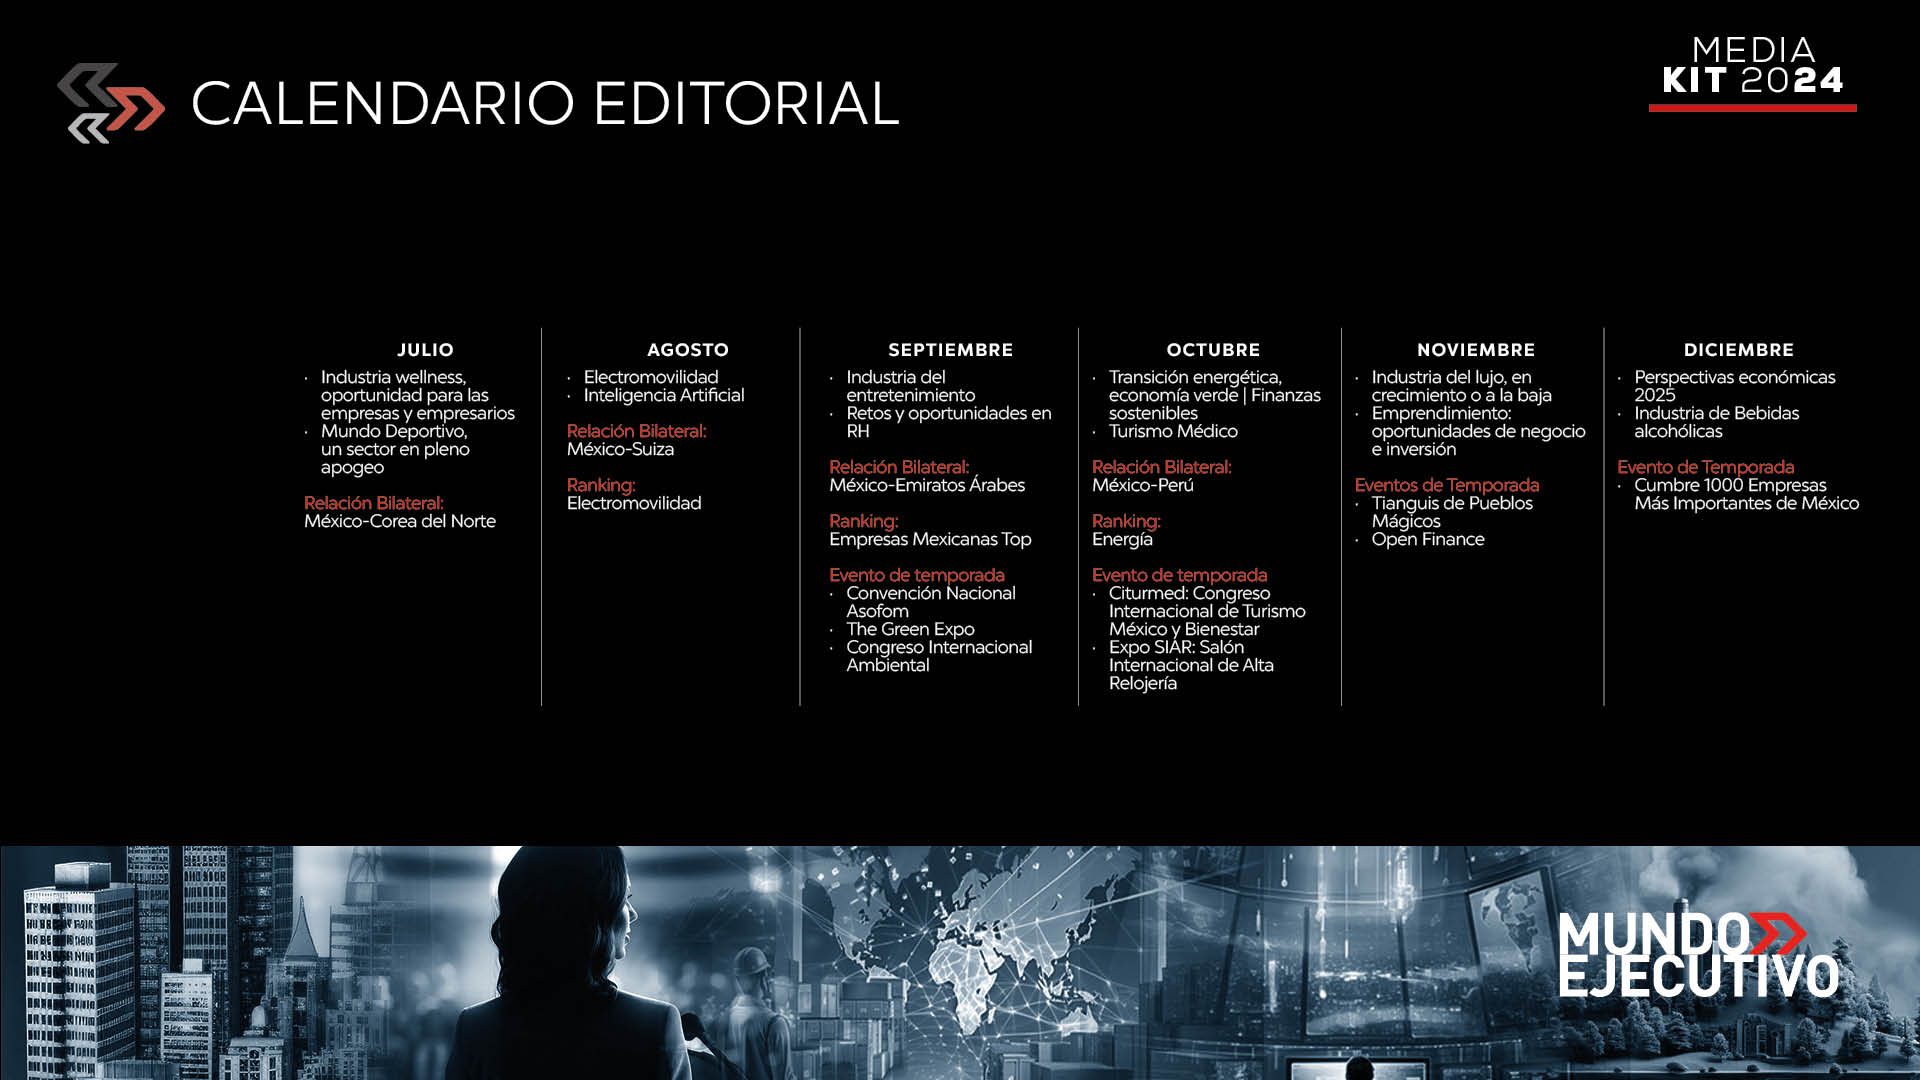 CALENDARIO EDITORIAL
MEDIA
KIT 2024
JULIO
· Industria wellness,
oportunidad para las
empresas y empresarios
· Mundo Deportivo,
un sector en pleno
apogeo
Relación Bilateral:
México-Corea del Norte
AGOSTO
· Electromovilidad
· Inteligencia Artificial
Relación Bilateral:
México-Suiza
Ranking:
Electromovilidad
SEPTIEMBRE
· Industria del
entretenimiento
· Retos y oportunidades en
RH
Relación Bilateral:
México-Emiratos Árabes
Ranking:
Empresas Mexicanas Top
Evento de temporada
· Convención Nacional
Asofom
· The Green Expo
· Congreso Internacional
Ambiental
OCTUBRE
· Transición energética,
economía verde | Finanzas
sostenibles
· Turismo Médico
Relación Bilateral:
México-Perú
Ranking:
Energía
Evento de temporada
· Citurmed: Congreso
Internacional de Turismo
México y Bienestar
· Expo SIAR: Salón
Internacional de Alta
Relojería
NOVIEMBRE
· Industria del lujo, en
crecimiento o a la baja
· Emprendimiento:
oportunidades de negocio
e inversión
Eventos de Temporada
· Tianguis de Pueblos
Mágicos
· Open Finance
DICIEMBRE
· Perspectivas económicas
2025
· Industria de Bebidas
alcohólicas
Evento de Temporada
· Cumbre 1000 Empresas
Más Importantes de México
MUNDO
EJECUTIVO